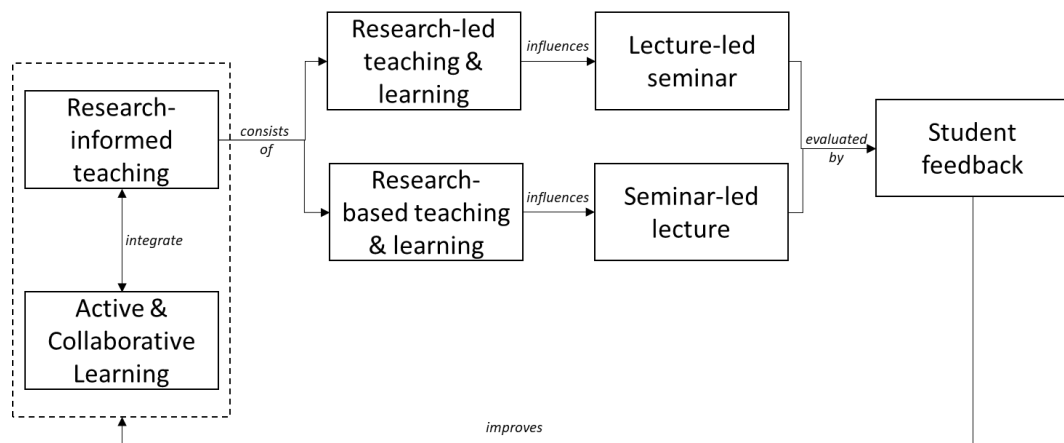 Research-
informed
teaching
integrate
Active &
Collaborative
Learning
consists
of
Research-led
teaching &
learning
influences
Lecture-led
seminar
Research-
based teaching
& learning
influences
Seminar-led
lecture
evaluated
by
Student
feedback
improves